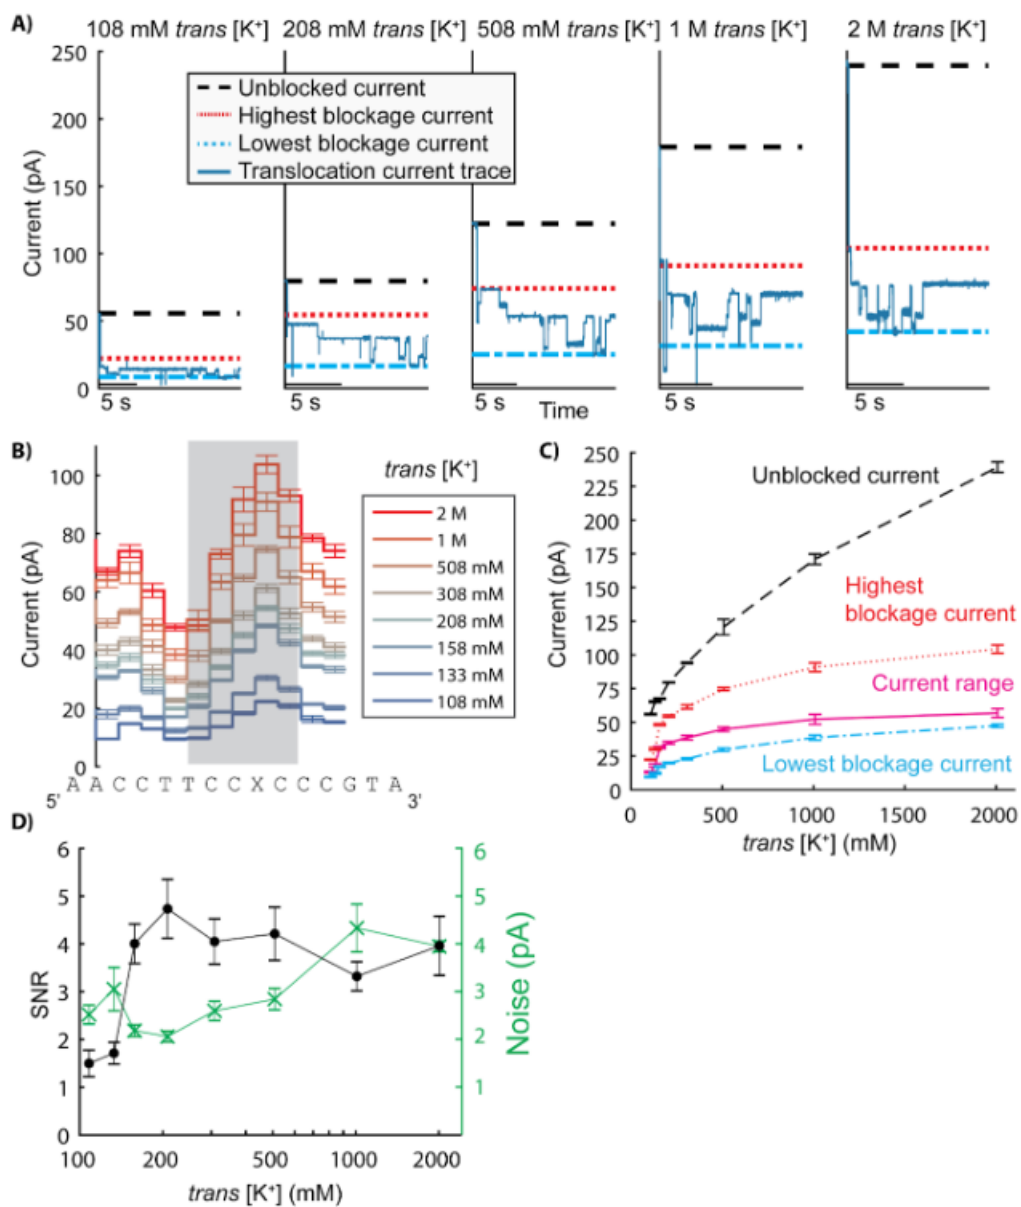 A)
108 mM trans [K⁺] 208 mM trans [K⁺] 508 mM trans [K⁺] 1 M trans [K⁺] 2 M trans [K⁺]
250
200
150
100
50
0
Current (pA)
Unblocked current
Highest blockage current
Lowest blockage current
Translocation current trace
5 s 5 s 5 s 5 s 5 s
Time
B)
100
80
60
40
20
0
Current (pA)
trans [K⁺]
2 M
1 M
508 mM
308 mM
208 mM
158 mM
133 mM
108 mM
5' A A C C T T C C X C C C G T A 3'
C)
250
225
200
175
150
125
100
75
50
25
0
Current (pA)
Unblocked current
Highest
blockage current
Current range
Lowest blockage current
0 500 1000 1500 2000
trans [K⁺] (mM)
D)
6
5
4
3
2
1
0
SNR
6
5
4
3
2
1
Noise (pA)
100 200 500 1000 2000
trans [K⁺] (mM)